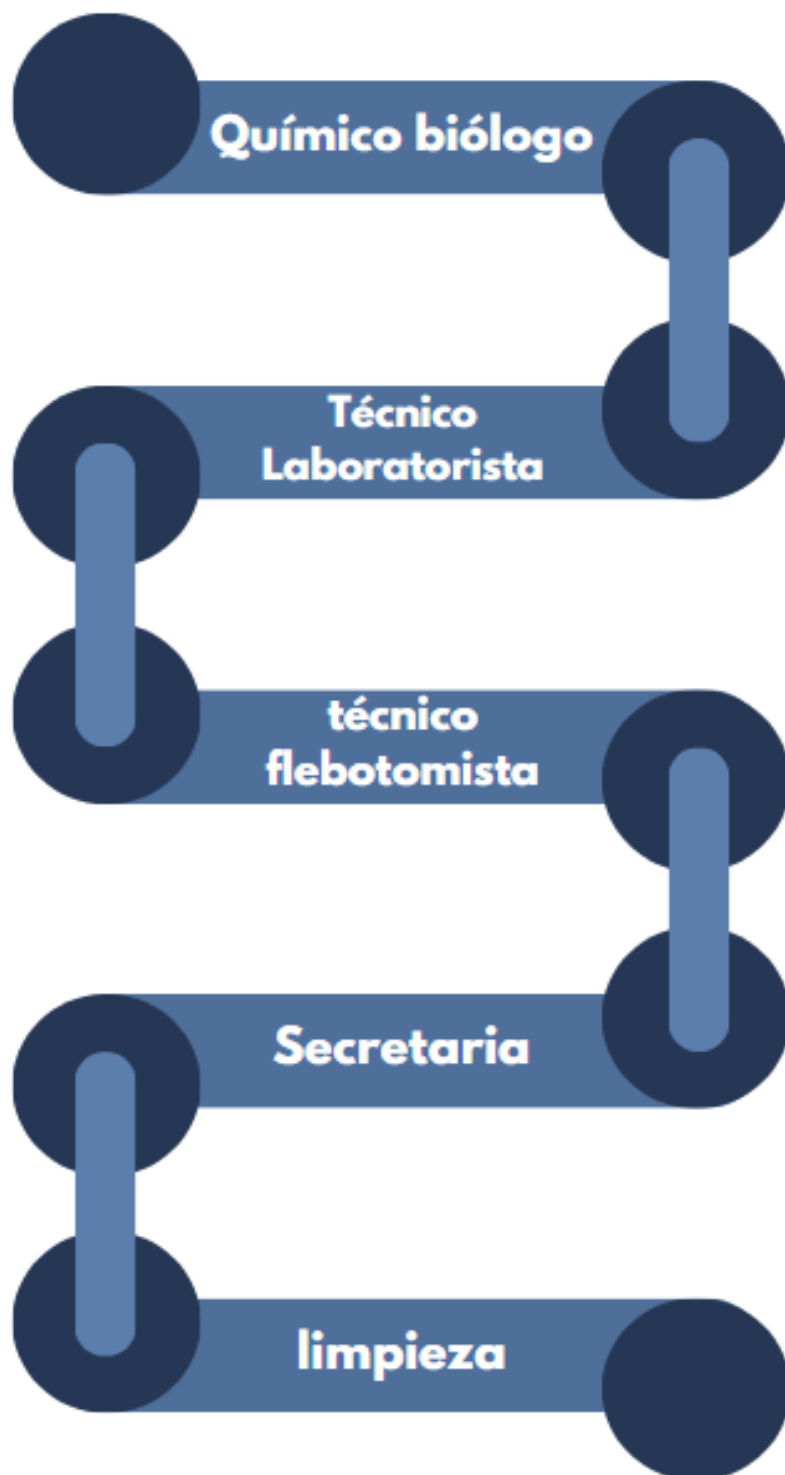 Químico biólogo
Técnico
Laboratorista
técnico
flebotomista
Secretaria
limpieza